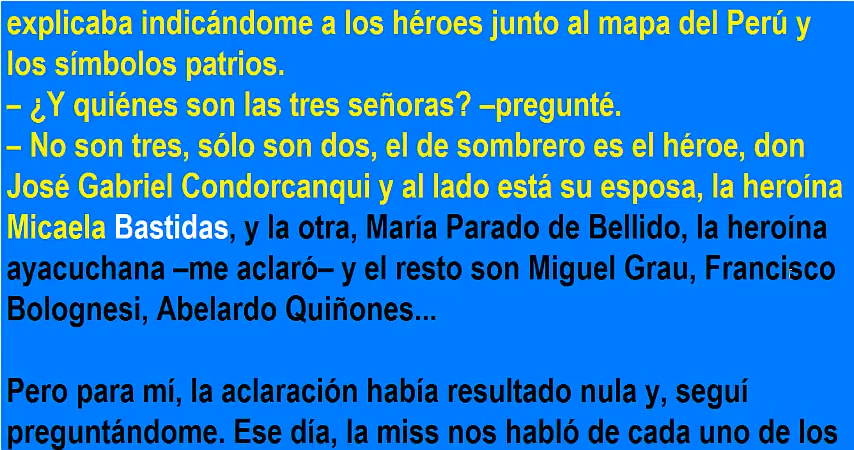 explicaba indicándome a los héroes junto al mapa del Perú y
los símbolos patrios.
– ¿Y quiénes son las tres señoras? –pregunté.
– No son tres, sólo son dos, el de sombrero es el héroe, don
José Gabriel Condorcanqui y al lado está su esposa, la heroína
Micaela Bastidas, y la otra, María Parado de Bellido, la heroína
ayacuchana –me aclaró– y el resto son Miguel Grau, Francisco
Bolognesi, Abelardo Quiñones...
Pero para mí, la aclaración había resultado nula y, seguí
preguntándome. Ese día, la miss nos habló de cada uno de los